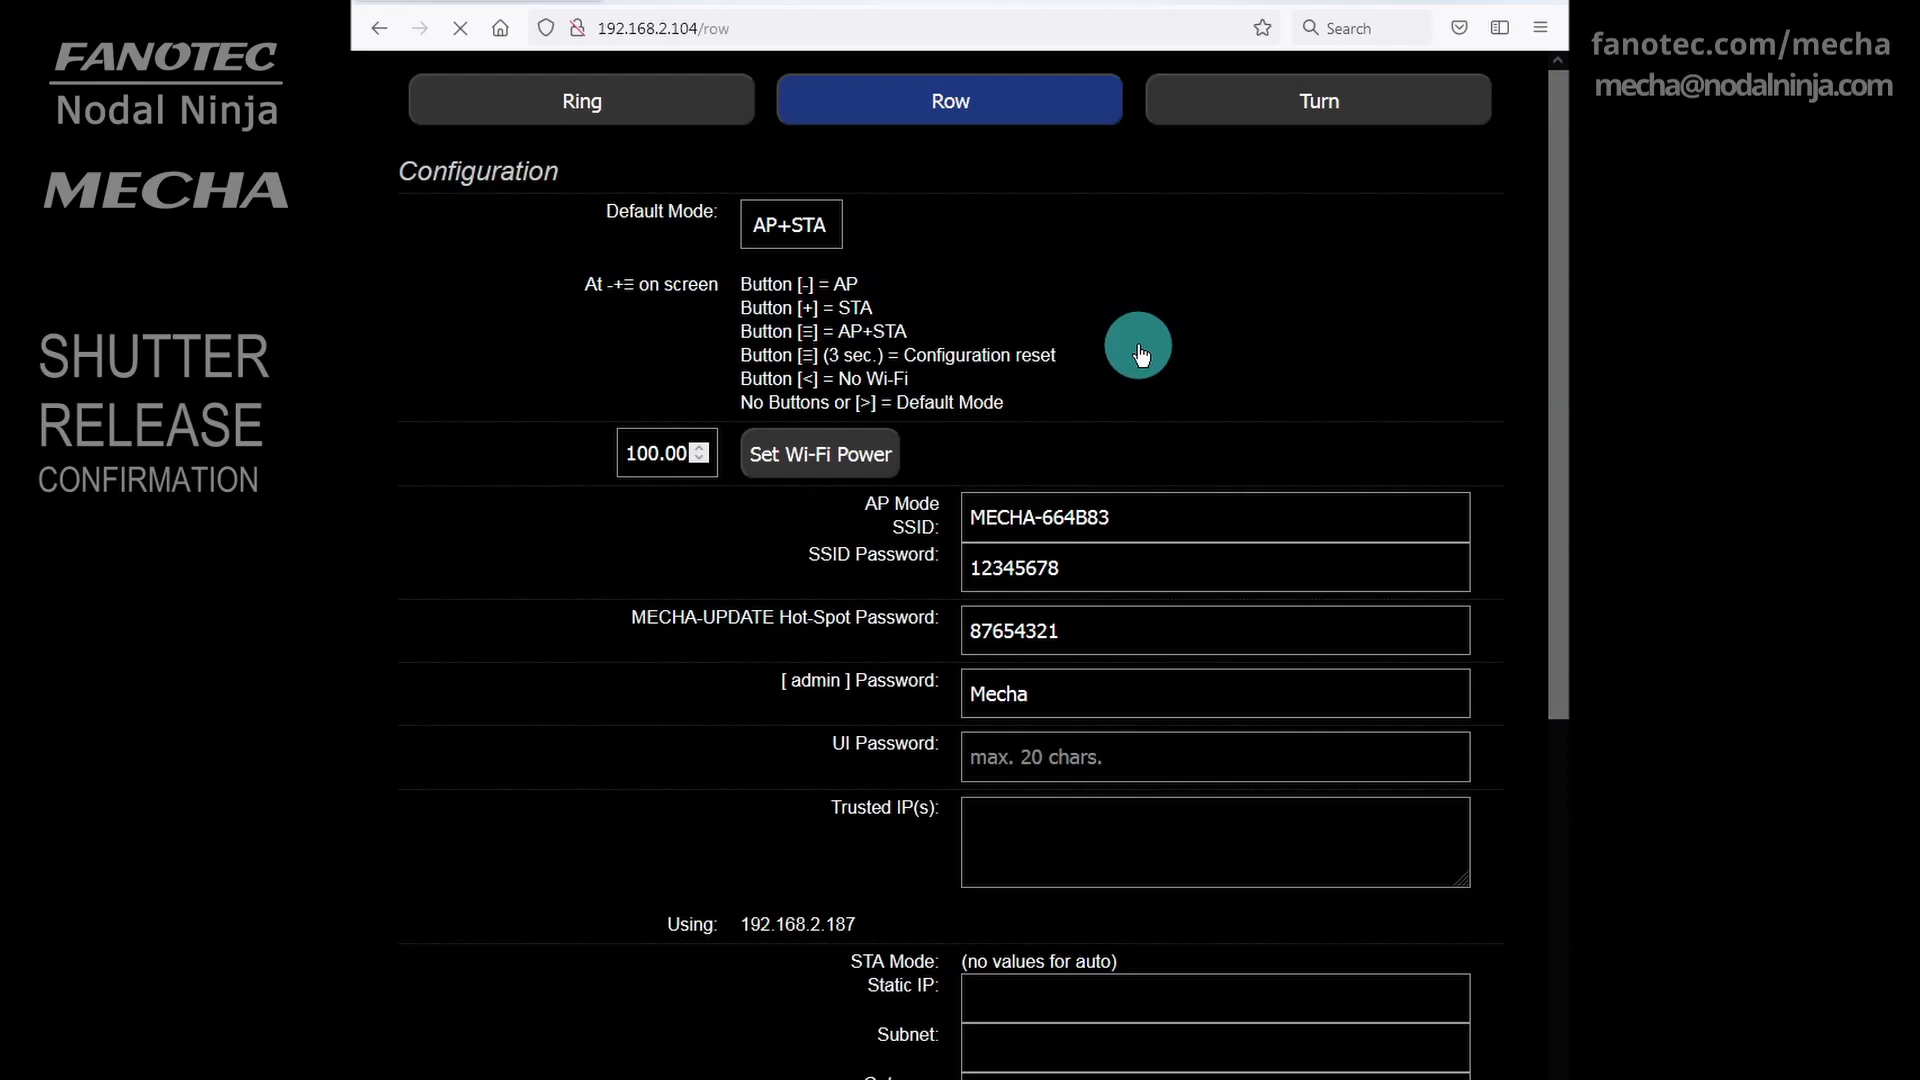 FANOTEC
Nodal Ninja
MECHA
SHUTTER
RELEASE
CONFIRMATION
192.168.2.104/row
Search
fanotec.com/mecha
mecha@nodalninja.com
Ring
Row
Turn
Configuration
Default Mode:
AP+STA
At -+≡ on screen
Button [-] = AP
Button [+] = STA
Button [≡] = AP+STA
Button [≡] (3 sec.) = Configuration reset
Button [<] = No Wi-Fi
No Buttons or [>] = Default Mode
100.00
Set Wi-Fi Power
AP Mode
SSID:
MECHA-664B83
SSID Password:
12345678
MECHA-UPDATE Hot-Spot Password:
87654321
[ admin ] Password:
Mecha
UI Password:
max. 20 chars.
Trusted IP(s):
Using:
192.168.2.187
STA Mode:
(no values for auto)
Static IP:
Subnet: